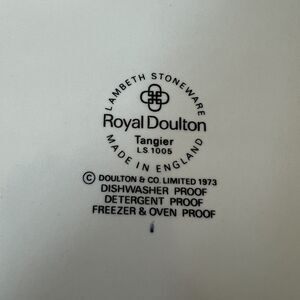 LAMBETH STONEWARE
Royal Doulton
Tangier
LS 1005
MADE IN ENGLAND
© DOULTON & CO. LIMITED 1973
DISHWASHER PROOF
DETERGENT PROOF
FREEZER & OVEN PROOF